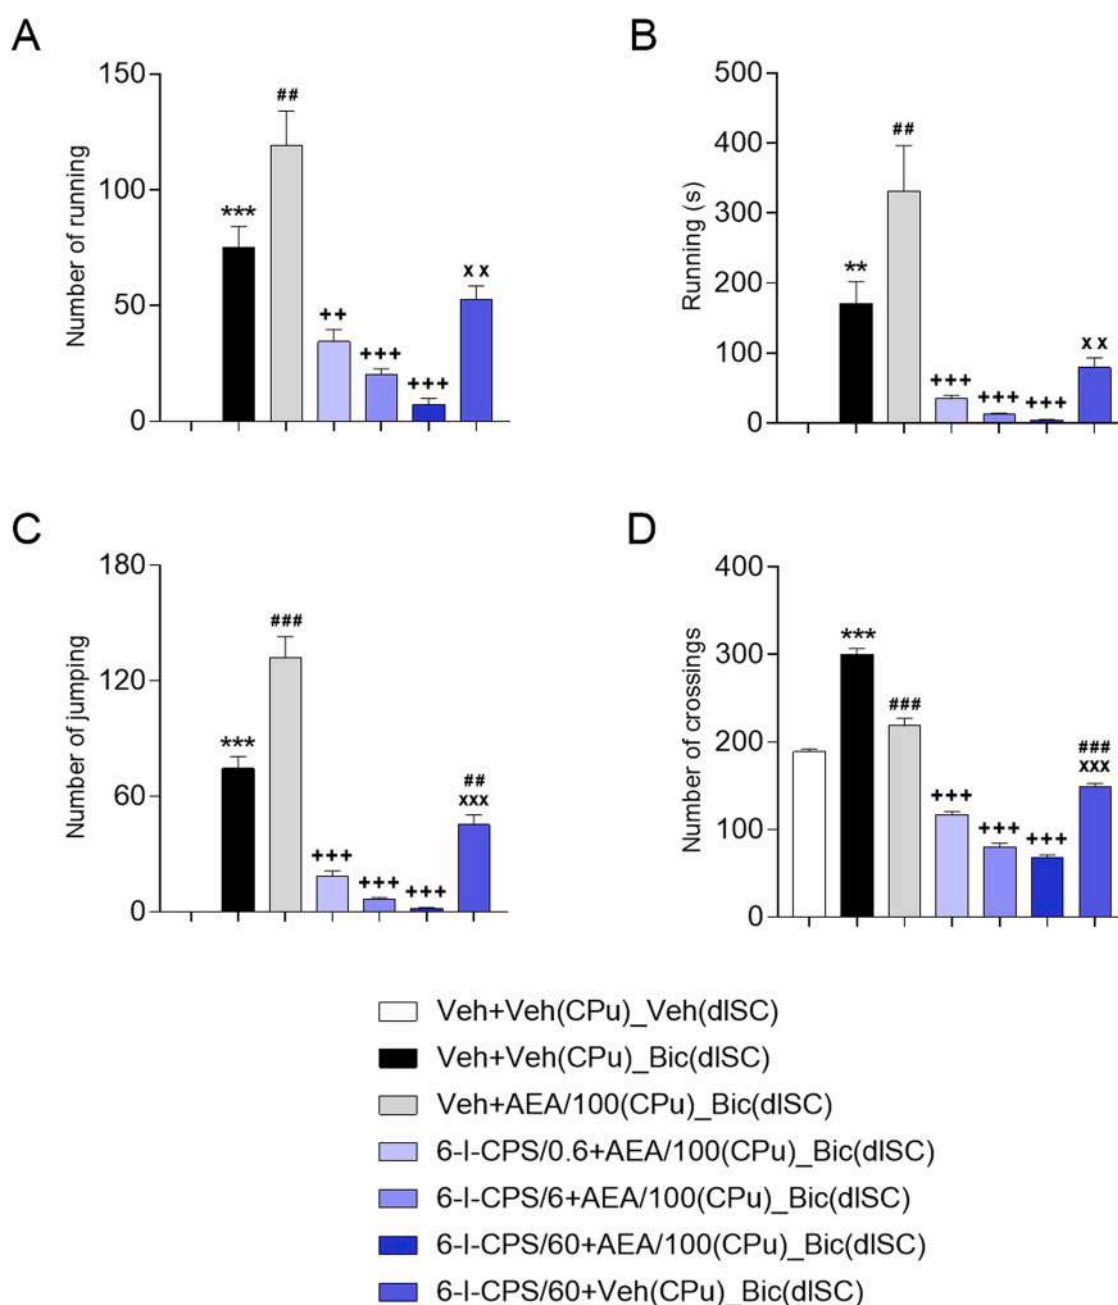 A
Number of running
150
100
50
0
***
##
++
+++
+++
x x
B
Running (s)
500
400
300
200
100
0
**
##
+++
+++
+++
x x
C
Number of jumping
180
120
60
0
***
###
+++
+++
+++
##
xxx
D
Number of crossings
400
300
200
100
0
***
###
+++
+++
+++
###
xxx
Veh+Veh(CPu)_Veh(dlSC)
Veh+Veh(CPu)_Bic(dlSC)
Veh+AEA/100(CPu)_Bic(dlSC)
6-I-CPS/0.6+AEA/100(CPu)_Bic(dlSC)
6-I-CPS/6+AEA/100(CPu)_Bic(dlSC)
6-I-CPS/60+AEA/100(CPu)_Bic(dlSC)
6-I-CPS/60+Veh(CPu)_Bic(dlSC)